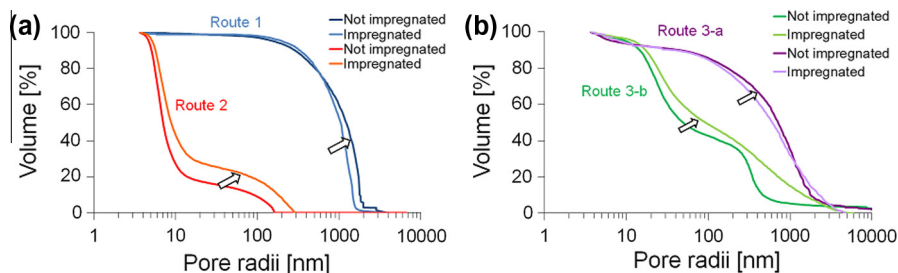 (a)
Route 1
Not impregnated
Impregnated
Not impregnated
Impregnated
Route 2
Volume [%]
100
80
60
40
20
0
1
10
100
1000
10000
Pore radii [nm]
(b)
Not impregnated
Impregnated
Not impregnated
Impregnated
Route 3-a
Route 3-b
Volume [%]
100
80
60
40
20
0
1
10
100
1000
10000
Pore radii [nm]